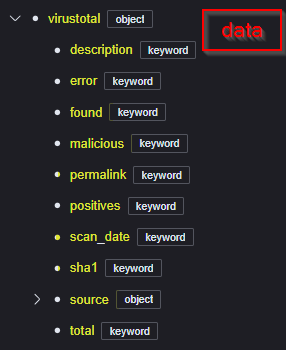 virustotal object
data
description keyword
error keyword
found keyword
malicious keyword
permalink keyword
positives keyword
scan_date keyword
sha1 keyword
source object
total keyword